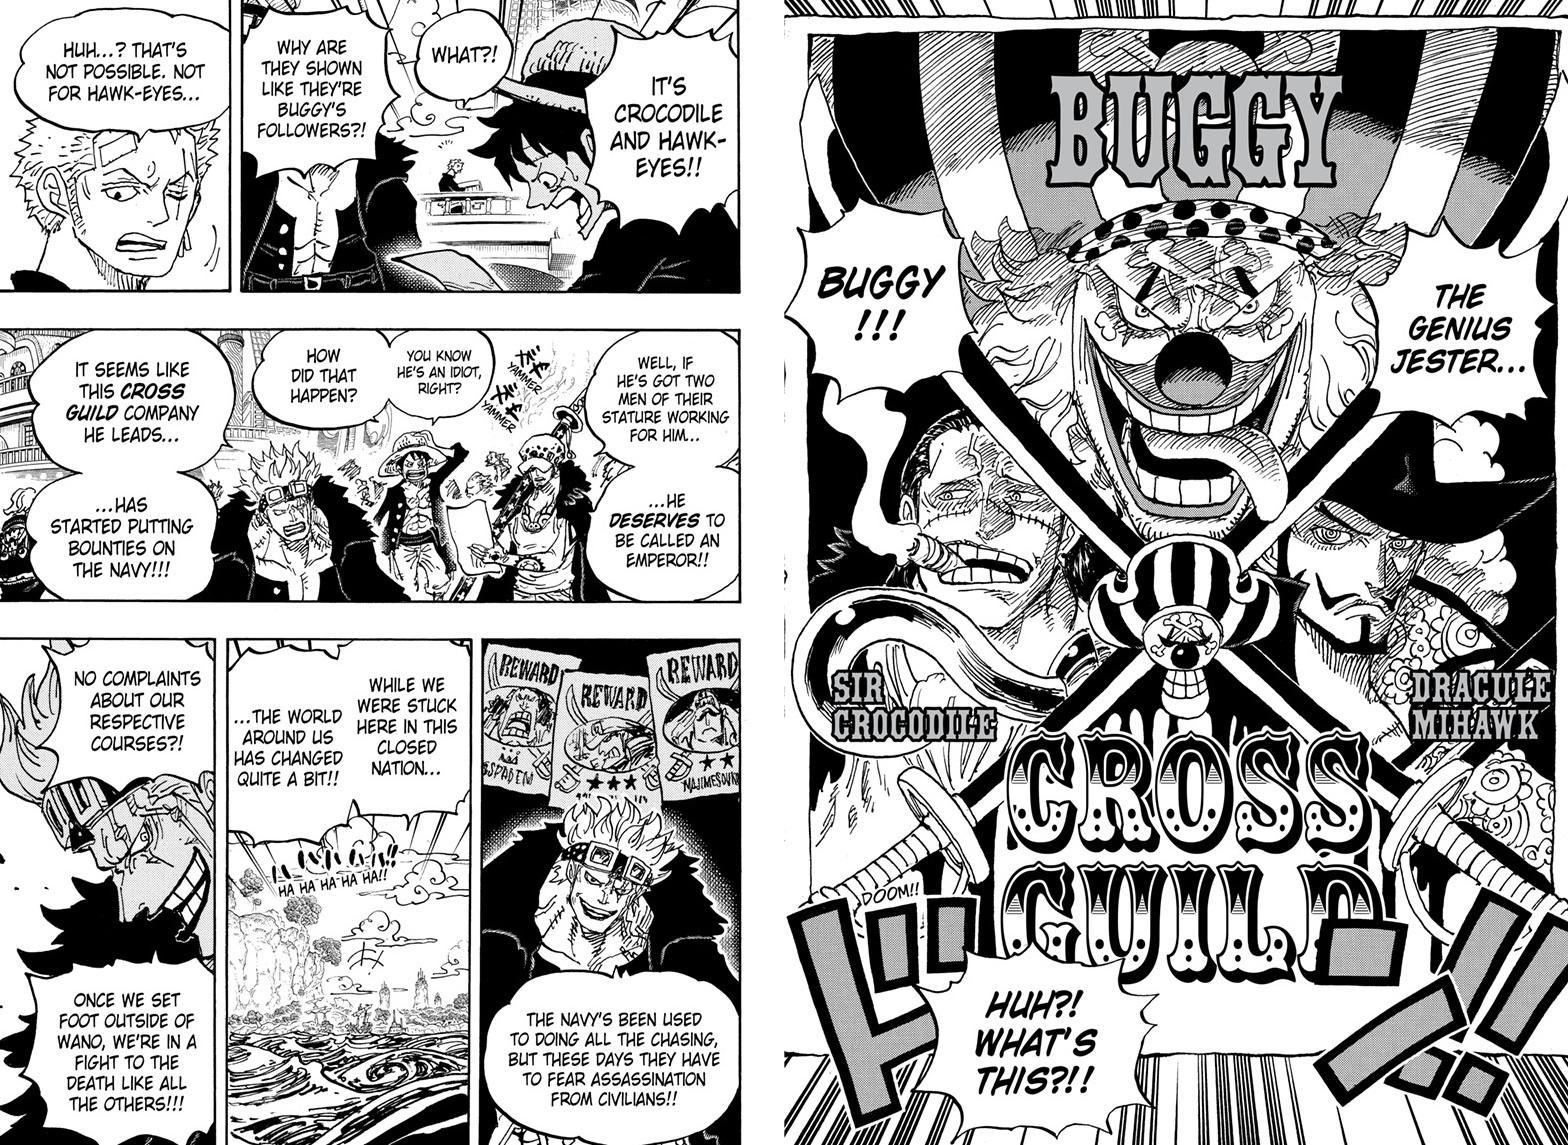 BUGGY
THE
GENIUS
JESTER...
BUGGY
!!!
SIR
CROCODILE
DRACULE
MIHAWK
CROSS
GUILD
DOOM!!
ドン!!
HUH?!
WHAT'S
THIS?!!
IT'S
CROCODILE
AND HAWK-
EYES!!
WHAT?!
WHY ARE
THEY SHOWN
LIKE THEY'RE
BUGGY'S
FOLLOWERS?!
HUH...? THAT'S
NOT POSSIBLE. NOT
FOR HAWK-EYES...
WELL, IF
HE'S GOT TWO
MEN OF THEIR
STATURE WORKING
FOR HIM...
...HE
DESERVES TO
BE CALLED AN
EMPEROR!!
YAMMER
YAMMER
YOU KNOW
HE'S AN IDIOT,
RIGHT?
HOW
DID THAT
HAPPEN?
IT SEEMS LIKE
THIS CROSS
GUILD COMPANY
HE LEADS...
...HAS
STARTED PUTTING
BOUNTIES ON
THE NAVY!!!
REWARD
REWARD
REWARD
THE NAVY'S BEEN USED
TO DOING ALL THE CHASING,
BUT THESE DAYS THEY HAVE
TO FEAR ASSASSINATION
FROM CIVILIANS!!
WHILE WE
WERE STUCK
HERE IN THIS
CLOSED
NATION...
...THE WORLD
AROUND US
HAS CHANGED
QUITE A BIT!!
HA HA HA HA HA!!
NO COMPLAINTS
ABOUT OUR
RESPECTIVE
COURSES?!
ONCE WE SET
FOOT OUTSIDE OF
WANO, WE'RE IN A
FIGHT TO THE
DEATH LIKE ALL
THE OTHERS!!!